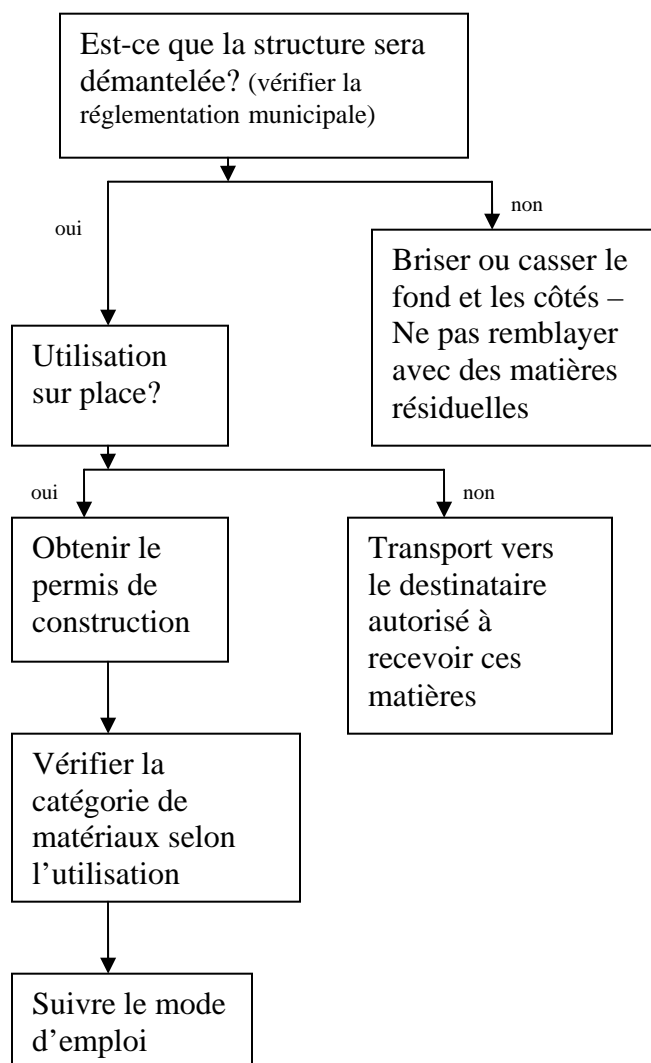 Est-ce que la structure sera
démantelée? (vérifier la
réglementation municipale)
oui
non
Briser ou casser le
fond et les côtés –
Ne pas remblayer
avec des matières
résiduelles
Utilisation
sur place?
oui
non
Obtenir le
permis de
construction
Transport vers
le destinataire
autorisé à
recevoir ces
matières
Vérifier la
catégorie de
matériaux selon
l’utilisation
Suivre le mode
d’emploi